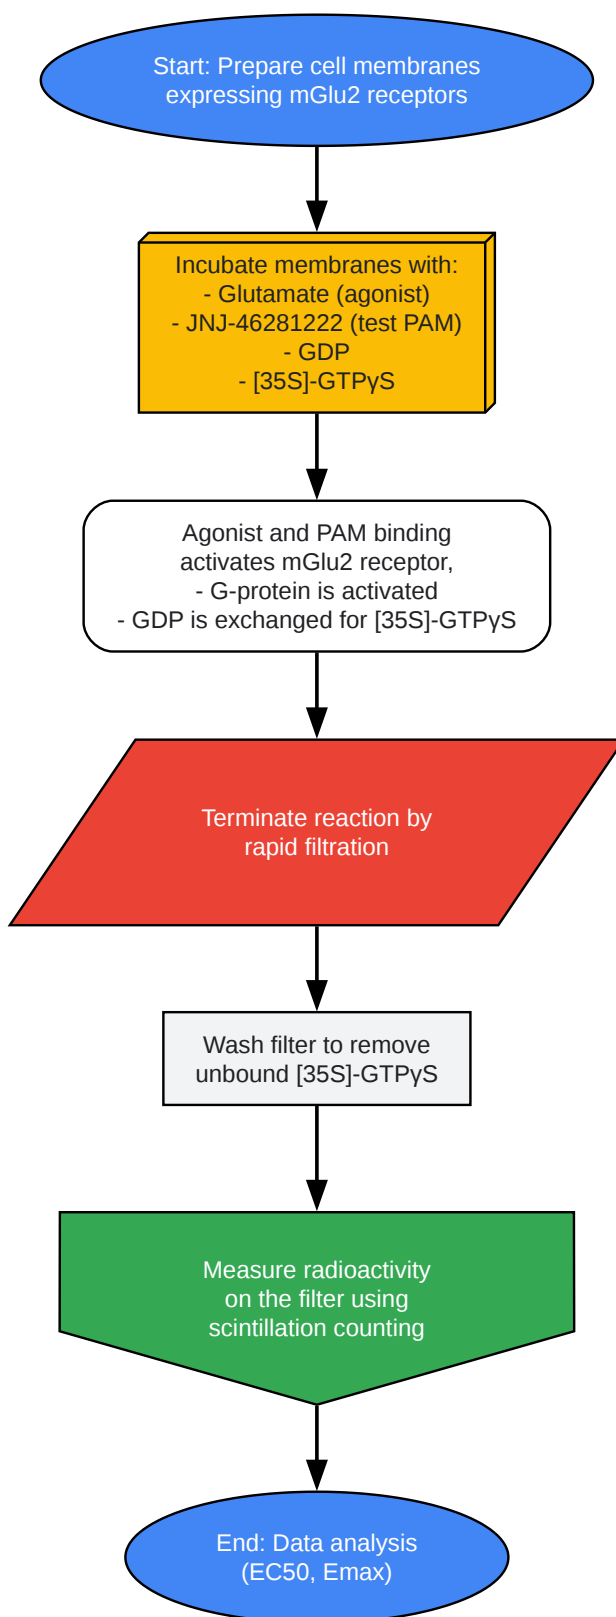 Start: Prepare cell membranes
expressing mGlu2 receptors
Incubate membranes with:
- Glutamate (agonist)
- JNJ-46281222 (test PAM)
- GDP
- [35S]-GTPγS
Agonist and PAM binding
activates mGlu2 receptor,
- G-protein is activated
- GDP is exchanged for [35S]-GTPγS
Terminate reaction by
rapid filtration
Wash filter to remove
unbound [35S]-GTPγS
Measure radioactivity
on the filter using
scintillation counting
End: Data analysis
(EC50, Emax)